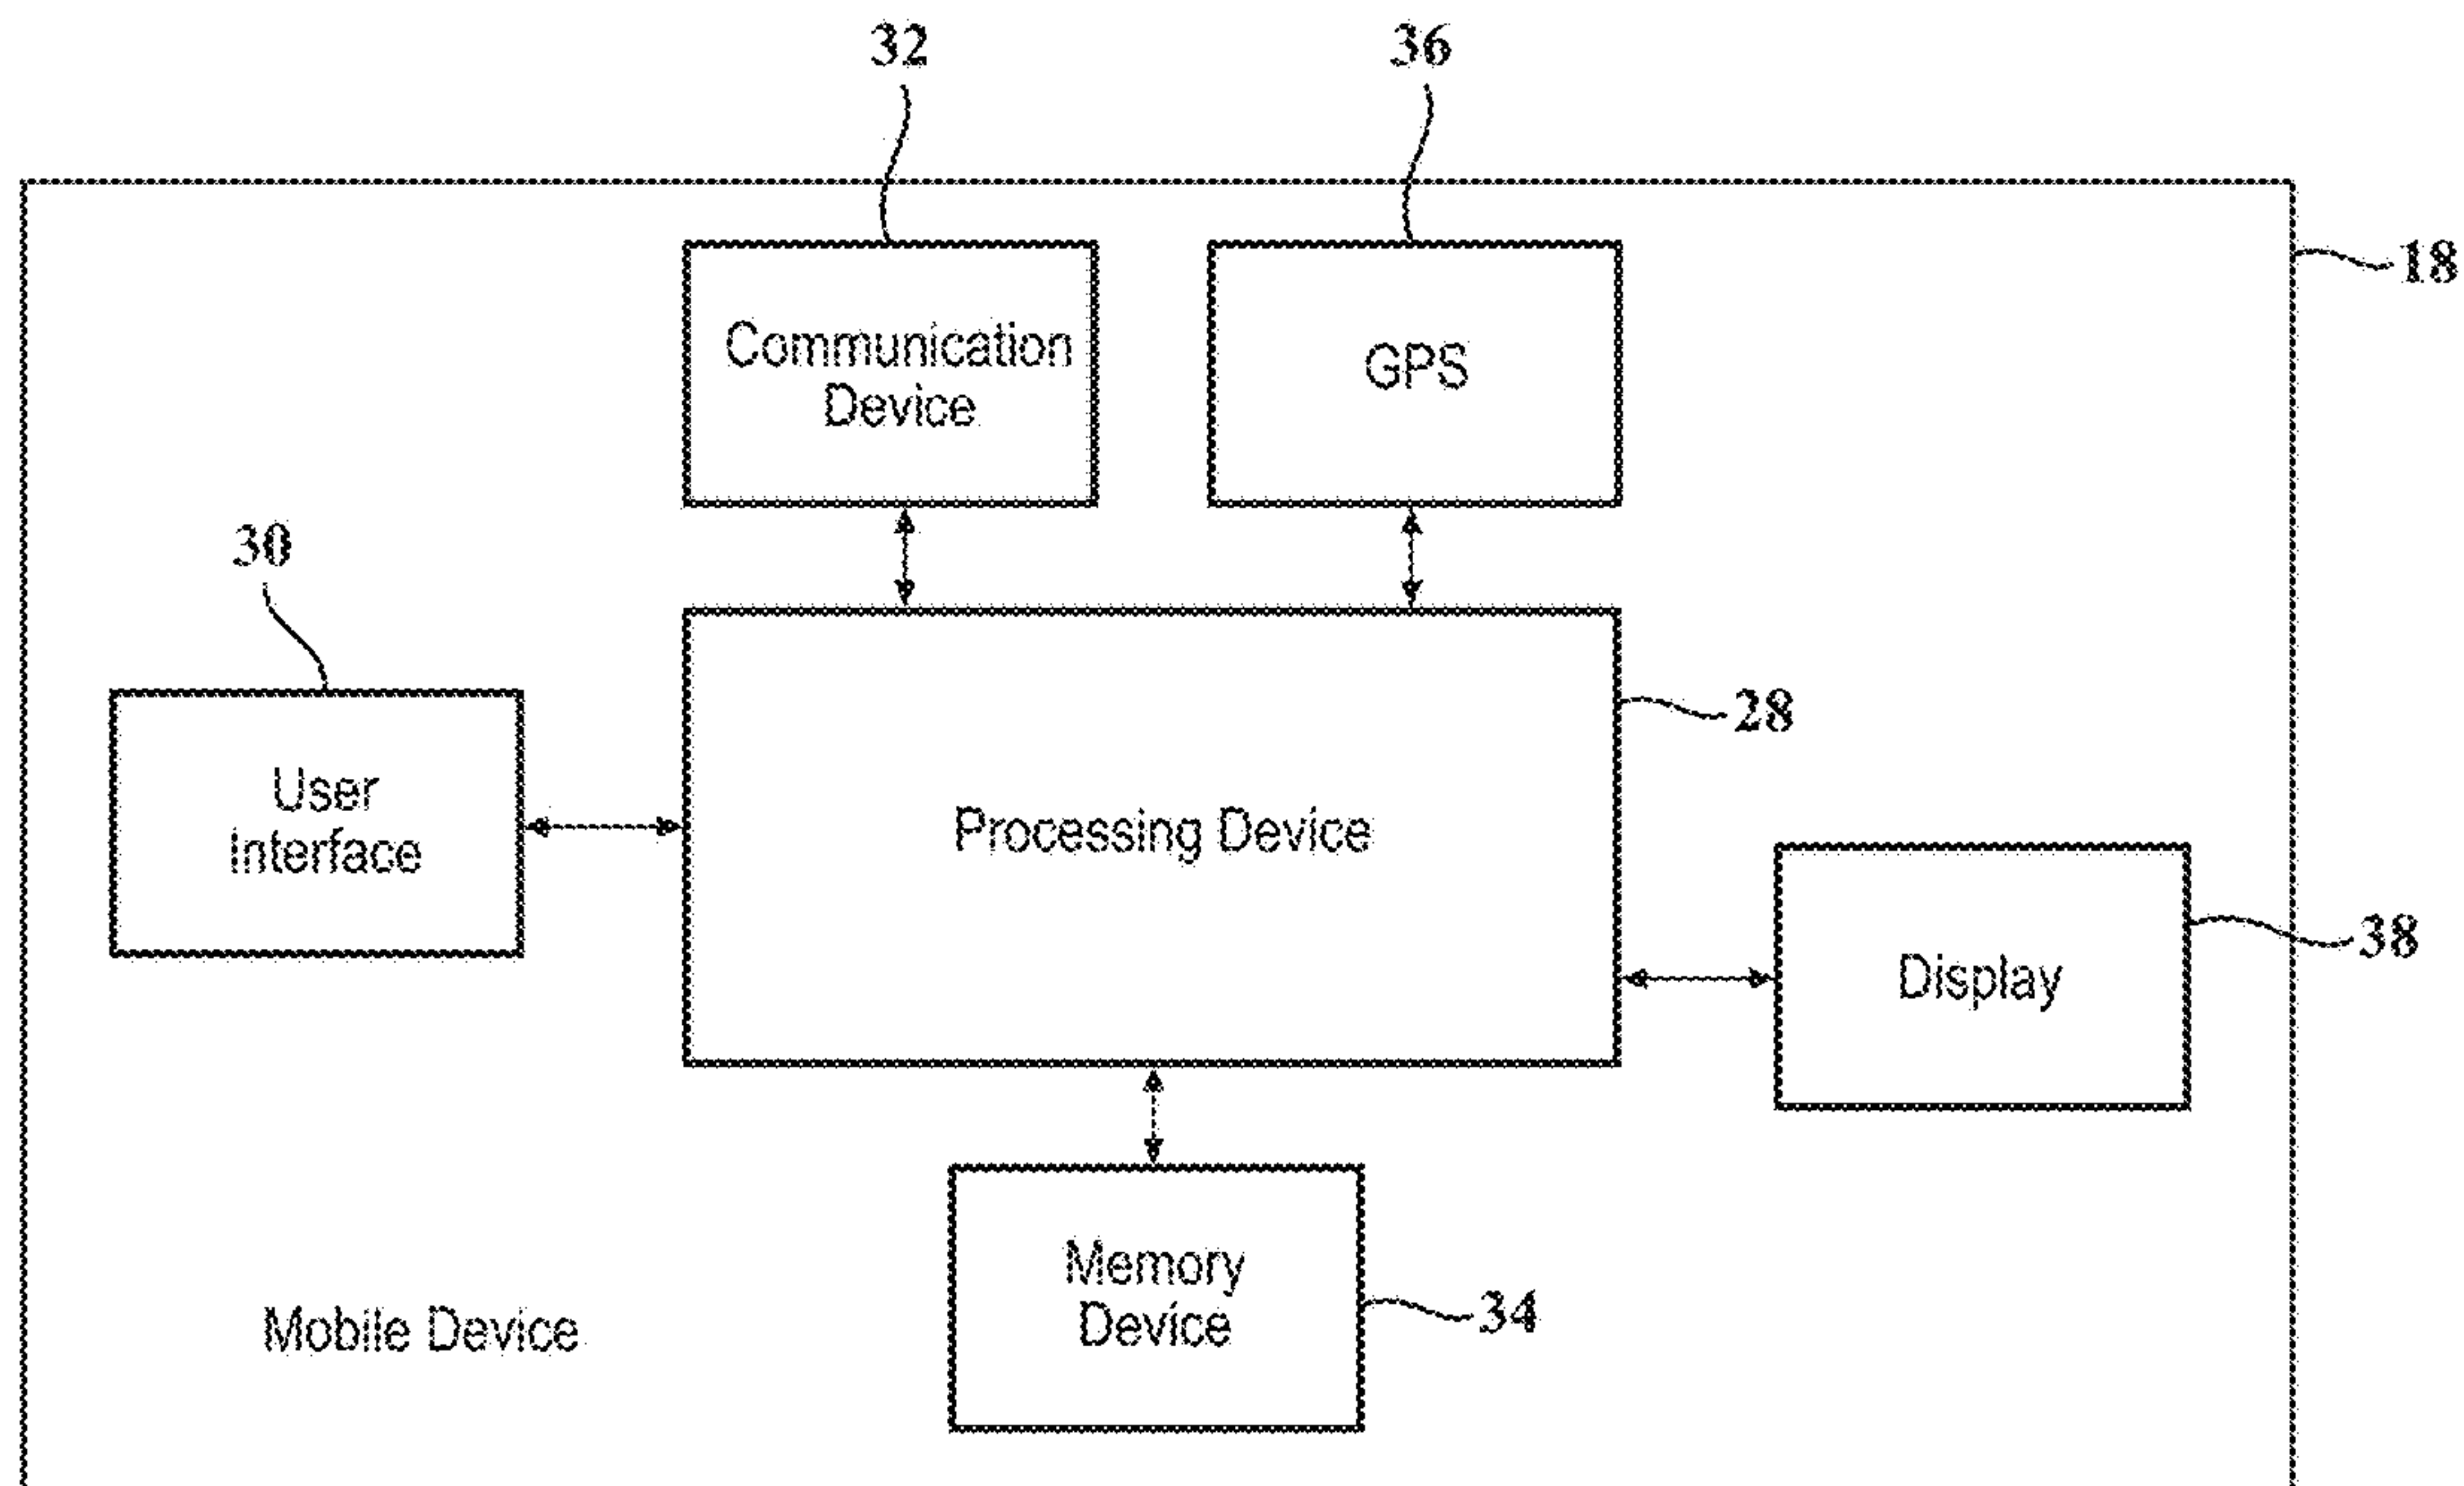 32
36
18
Communication
Device
GPS
30
28
User
Interface
Processing Device
38
Display
Memory
Device
34
Mobile Device